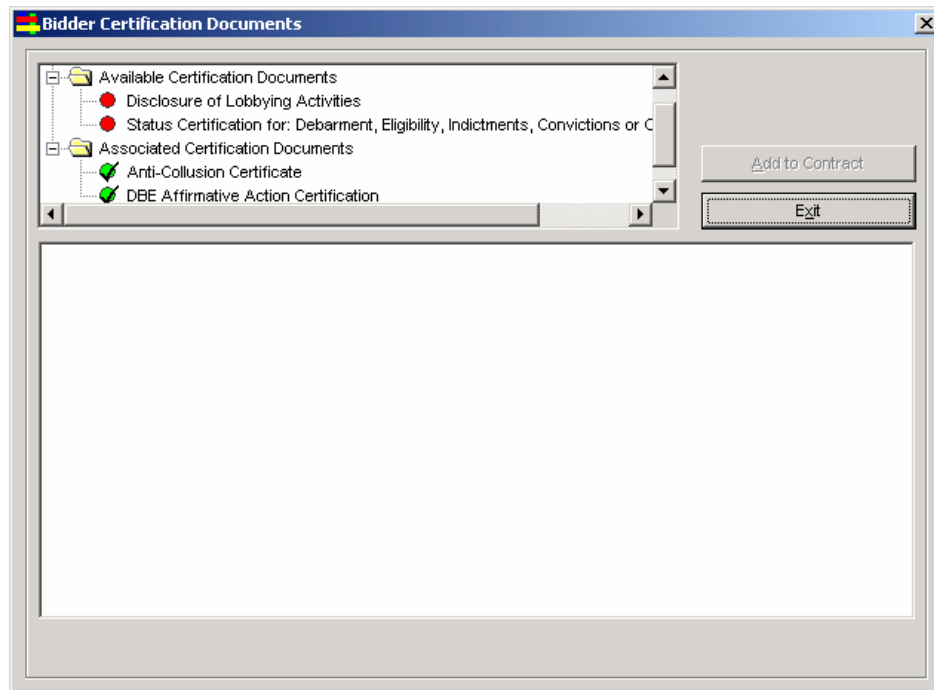 Bidder Certification Documents
Available Certification Documents
Disclosure of Lobbying Activities
Status Certification for: Debarment, Eligibility, Indictments, Convictions or C
Associated Certification Documents
Anti-Collusion Certificate
DBE Affirmative Action Certification
Add to Contract
Exit